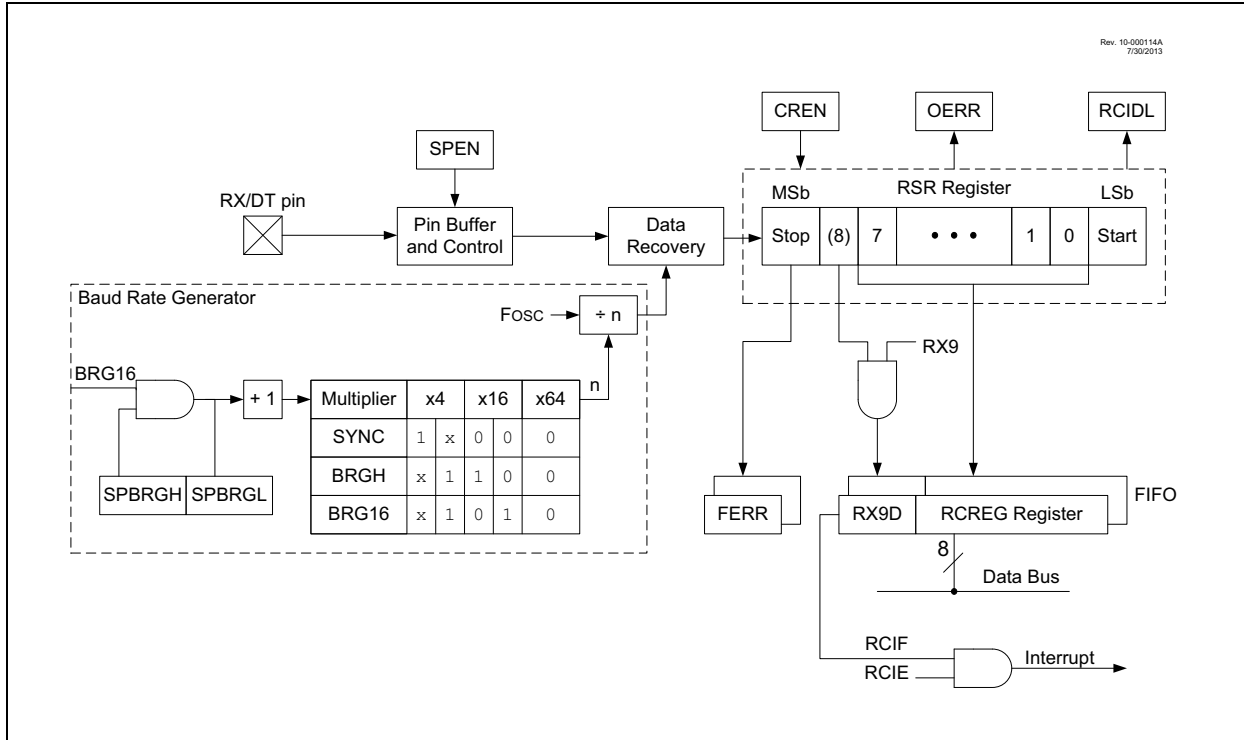 Rev. 10-000114A
7/30/2013
CREN
OERR
RCIDL
SPEN
RSR Register
MSb
LSb
RX/DT pin
Pin Buffer
and Control
Data
Recovery
Stop
(8)
7
• • •
1
0
Start
Baud Rate Generator
FOSC
÷ n
RX9
BRG16
+ 1
n
Multiplier x4 x16 x64
SYNC 1 x 0 0 0
BRGH x 1 1 0 0
BRG16 x 1 0 1 0
SPBRGH
SPBRGL
FERR
RX9D
RCREG Register
FIFO
8
Data Bus
RCIF
RCIE
Interrupt